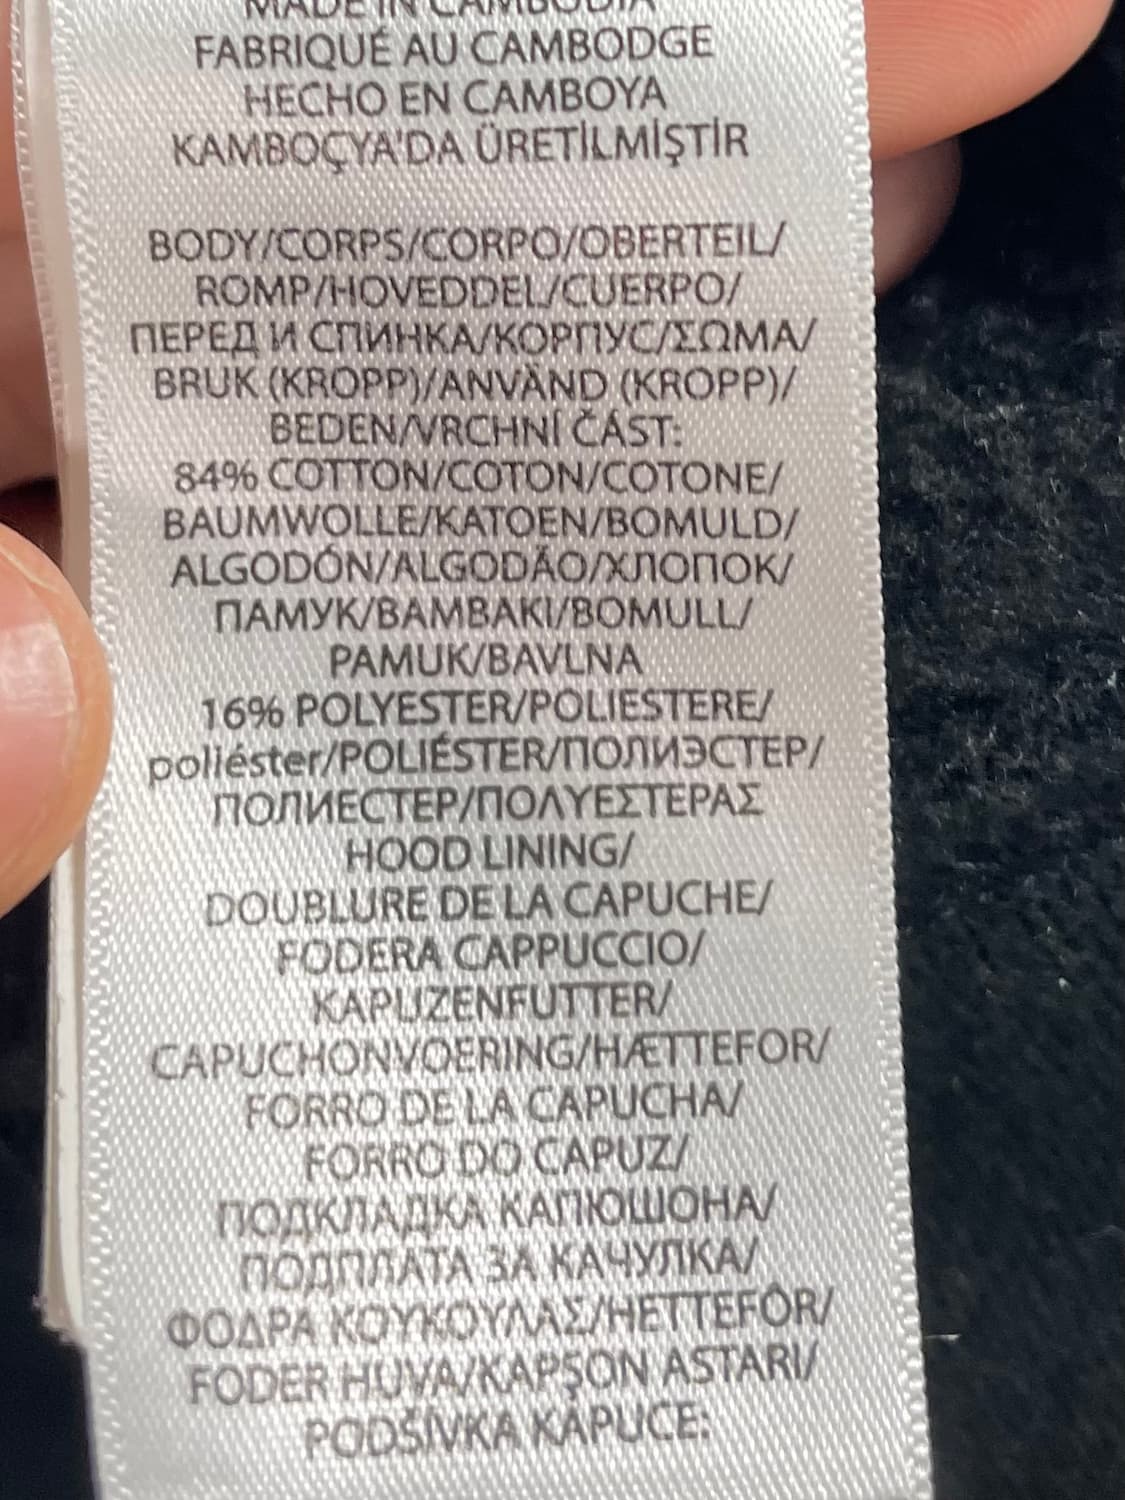 MADE IN CAMBODIA
FABRIQUÉ AU CAMBODGE
HECHO EN CAMBOYA
KAMBOÇYA'DA ÜRETİLMİŞTİR
BODY/CORPS/CORPO/OBERTEIL/
ROMP/HOVEDDEL/CUERPO/
ПЕРЕД И СПИНКА/КОРПУС/ΣΩΜΑ/
BRUK (KROPP)/ANVÄND (KROPP)/
BEDEN/VRCHNÍ ČÁST:
84% COTTON/COTON/COTONE/
BAUMWOLLE/KATOEN/BOMULD/
ALGODÓN/ALGODÃO/ХЛОПОК/
ПАМУК/BAMBAKI/BOMULL/
PAMUK/BAVLNA
16% POLYESTER/POLIESTERE/
poliéster/POLIÉSTER/ПОЛИЭСТЕР/
ПОЛИЕСТЕР/ΠΟΛΥΕΣΤΕΡΑΣ
HOOD LINING/
DOUBLURE DE LA CAPUCHE/
FODERA CAPPUCCIO/
KAPUZENFUTTER/
CAPUCHONVOERING/HÆTTEFOR/
FORRO DE LA CAPUCHA/
FORRO DO CAPUZ/
ПОДКЛАДКА КАПЮШОНА/
ПОДПЛАТА ЗА КАЧУЛКА/
ΦΟΔΡΑ ΚΟΥΚΟΥΛΑΣ/HETTEFÔR/
FODER HUVA/KAPŞON ASTARI/
PODŠÍVKA KAPUCE: